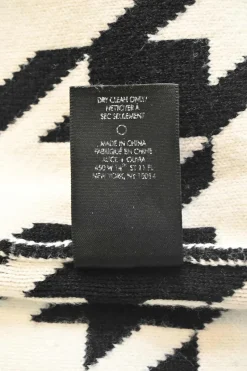 DRY CLEAN ONLY
NETTOYER À
SEC SEULEMENT
MADE IN CHINA
FABRIQUÉ EN CHINE
ALICE + OLIVIA
450 W 14TH ST 11 FL
NEW YORK, NY 10014